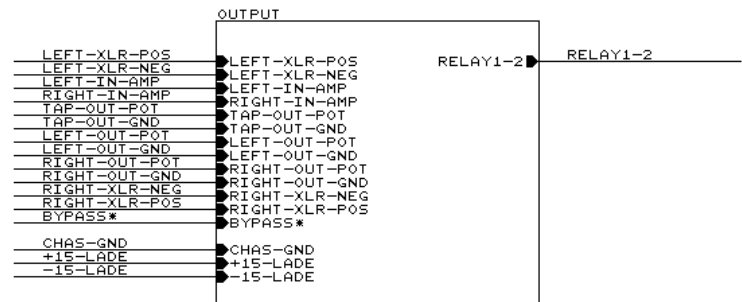 OUTPUT
LEFT-XLR-POS
LEFT-XLR-NEG
LEFT-IN-AMP
RIGHT-IN-AMP
TAP-OUT-POT
TAP-OUT-GND
LEFT-OUT-POT
LEFT-OUT-GND
RIGHT-OUT-POT
RIGHT-OUT-GND
RIGHT-XLR-NEG
RIGHT-XLR-POS
BYPASS*
CHAS-GND
+15-LADE
-15-LADE
LEFT-XLR-POS
LEFT-XLR-NEG
LEFT-IN-AMP
RIGHT-IN-AMP
TAP-OUT-POT
TAP-OUT-GND
LEFT-OUT-POT
LEFT-OUT-GND
RIGHT-OUT-POT
RIGHT-OUT-GND
RIGHT-XLR-NEG
RIGHT-XLR-POS
BYPASS*
CHAS-GND
+15-LADE
-15-LADE
RELAY1-2
RELAY1-2